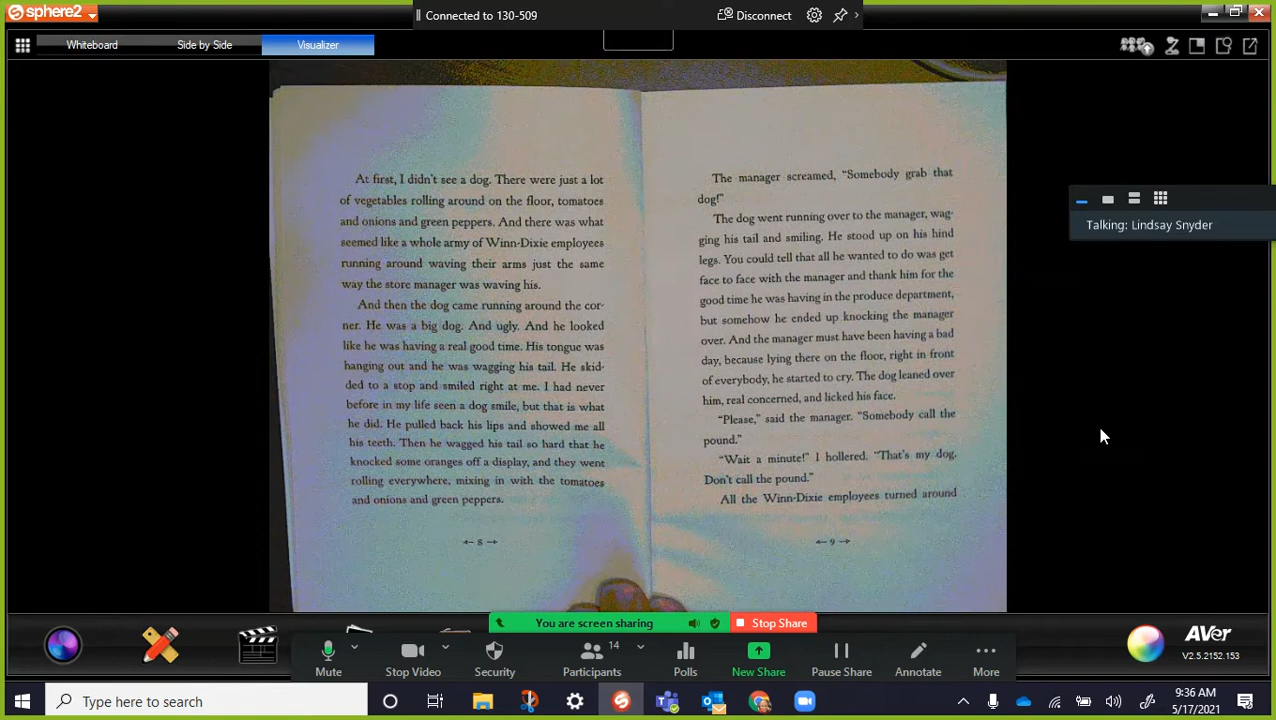 sphere2
Connected to 130-509
Disconnect
Whiteboard
Side by Side
Visualizer
At first, I didn't see a dog. There were just a lot
of vegetables rolling around on the floor, tomatoes
and onions and green peppers. And there was what
seemed like a whole army of Winn-Dixie employees
running around waving their arms just the same
way the store manager was waving his.
And then the dog came running around the cor-
ner. He was a big dog. And ugly. And he looked
like he was having a real good time. His tongue was
hanging out and he was wagging his tail. He skid-
ded to a stop and smiled right at me. I had never
before in my life seen a dog smile, but that is what
he did. He pulled back his lips and showed me all
his teeth. Then he wagged his tail so hard that he
knocked some oranges off a display, and they went
rolling everywhere, mixing in with the tomatoes
and onions and green peppers.
8
The manager screamed, “Somebody grab that
dog!”
The dog went running over to the manager, wag-
ging his tail and smiling. He stood up on his hind
legs. You could tell that all he wanted to do was get
face to face with the manager and thank him for the
good time he was having in the produce department,
but somehow he ended up knocking the manager
over. And the manager must have been having a bad
day, because lying there on the floor, right in front
of everybody, he started to cry. The dog leaned over
him, real concerned, and licked his face.
“Please,” said the manager. “Somebody call the
pound.”
“Wait a minute!” I hollered. “That's my dog.
Don't call the pound.”
All the Winn-Dixie employees turned around
9
Talking: Lindsay Snyder
You are screen sharing
Stop Share
Mute
Stop Video
Security
Participants
14
Polls
New Share
Pause Share
Annotate
More
AVer
V2.5.2152.153
Type here to search
9:36 AM
5/17/2021